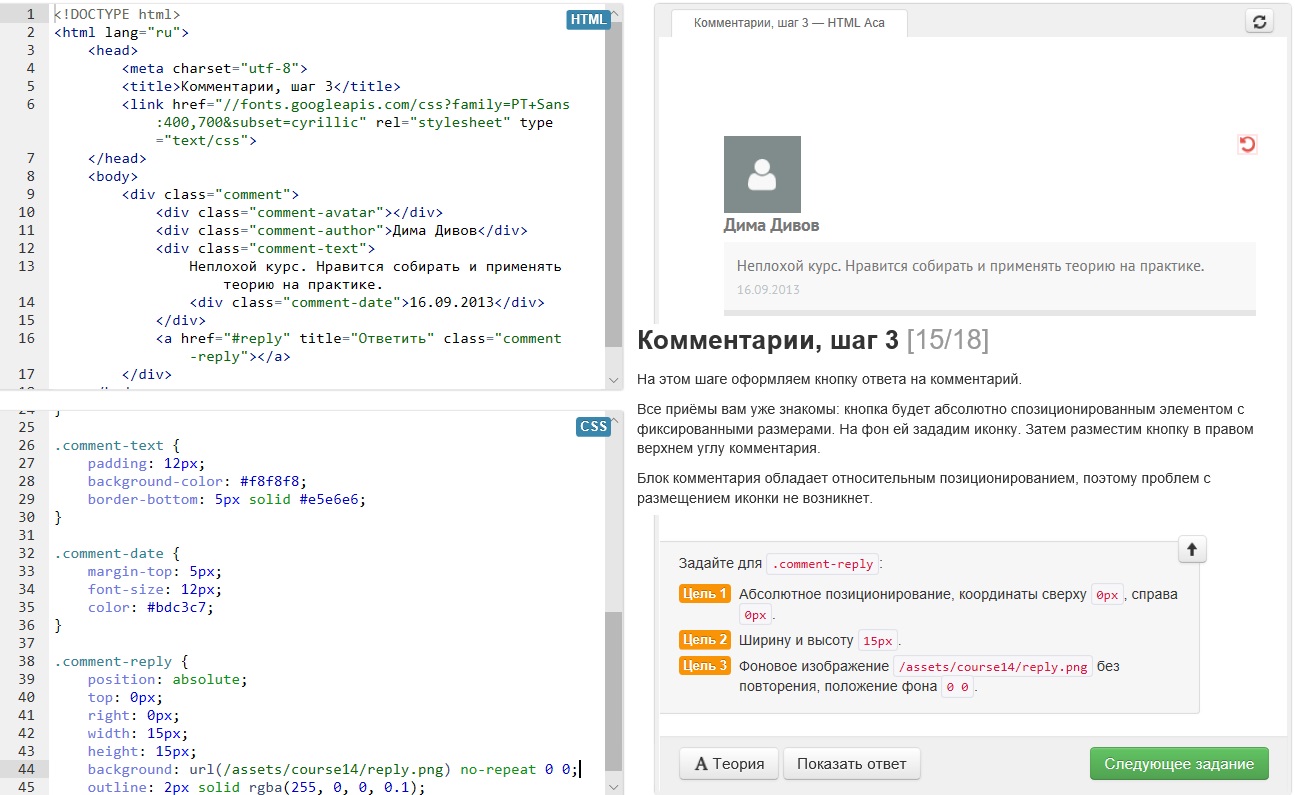 1 <!DOCTYPE html>
HTML
2 <html lang="ru">
3 <head>
4 <meta charset="utf-8">
5 <title>Комментарии, шаг 3</title>
6 <link href="//fonts.googleapis.com/css?family=PT+Sans
:400,700&subset=cyrillic" rel="stylesheet" type
="text/css">
7 </head>
8 <body>
9 <div class="comment">
10 <div class="comment-avatar"></div>
11 <div class="comment-author">Дима Дивов</div>
12 <div class="comment-text">
13 Неплохой курс. Нравится собирать и применять
теорию на практике.
14 <div class="comment-date">16.09.2013</div>
15 </div>
16 <a href="#reply" title="Ответить" class="comment
-reply"></a>
17 </div>
24 }
CSS
25
26 .comment-text {
27 padding: 12px;
28 background-color: #f8f8f8;
29 border-bottom: 5px solid #e5e6e6;
30 }
31
32 .comment-date {
33 margin-top: 5px;
34 font-size: 12px;
35 color: #bdc3c7;
36 }
37
38 .comment-reply {
39 position: absolute;
40 top: 0px;
41 right: 0px;
42 width: 15px;
43 height: 15px;
44 background: url(/assets/course14/reply.png) no-repeat 0 0;
45 outline: 2px solid rgba(255, 0, 0, 0.1);
Комментарии, шаг 3 — HTML Aca
Дима Дивов
Неплохой курс. Нравится собирать и применять теорию на практике.
16.09.2013
Комментарии, шаг 3 [15/18]
На этом шаге оформляем кнопку ответа на комментарий.
Все приёмы вам уже знакомы: кнопка будет абсолютно спозиционированным элементом с
фиксированными размерами. На фон ей зададим иконку. Затем разместим кнопку в правом
верхнем углу комментария.
Блок комментария обладает относительным позиционированием, поэтому проблем с
размещением иконки не возникнет.
Задайте для .comment-reply:
Цель 1 Абсолютное позиционирование, координаты сверху 0px, справа
0px.
Цель 2 Ширину и высоту 15px.
Цель 3 Фоновое изображение /assets/course14/reply.png без
повторения, положение фона 0 0.
A Теория
Показать ответ
Следующее задание